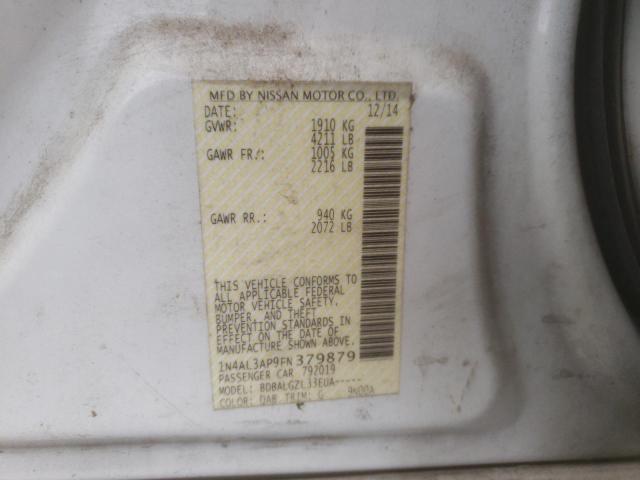 MFD BY NISSAN MOTOR CO., LTD.
DATE: 12/14
GVWR: 1910 KG
4211 LB
GAWR FR.: 1005 KG
2216 LB
GAWR RR.: 940 KG
2072 LB
THIS VEHICLE CONFORMS TO
ALL APPLICABLE FEDERAL
MOTOR VEHICLE SAFETY,
BUMPER, AND THEFT
PREVENTION STANDARDS IN
EFFECT ON THE DATE OF
MANUFACTURE SHOWN ABOVE.
1N4AL3AP9FN379879
PASSENGER CAR 792019
MODEL: BDBALGZL33EUA-----
COLOR: QAB TRIM: G